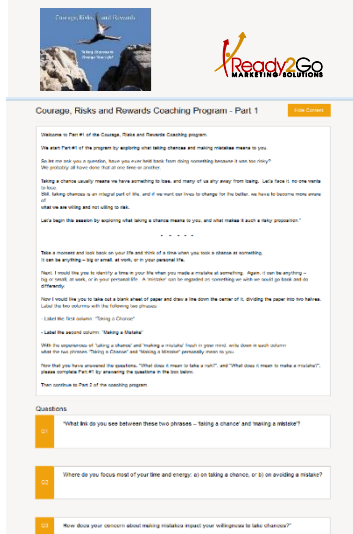 Courage, Risks and Rewards
Taking Chances to
Change Your Life!
Ready2Go
MARKETING SOLUTIONS
Courage, Risks and Rewards Coaching Program - Part 1
Hide Content
Welcome to Part #1 of the Courage, Risks and Rewards Coaching program.
We start Part #1 of the program by exploring what taking chances and making mistakes means to you.
So let me ask you a question, have you ever held back from doing something because it was too risky?
We probably all have done that at one time or another.
Taking a chance usually means we have something to lose, and many of us shy away from losing. Let's face it, no one wants
to lose.
Still, taking chances is an integral part of life, and if we want our lives to change for the better, we have to become more aware
of
what we are willing and not willing to risk.
Let's begin this session by exploring what taking a chance means to you, and what makes it such a risky proposition."
- - - - -
Take a moment and look back on your life and think of a time when you took a chance at something.
It can be anything – big or small, at work, or in your personal life.
Next, I would like you to identify a time in your life when you made a mistake at something. Again, it can be anything –
big or small, at work, or in your personal life. A 'mistake' can be regarded as something we wish we could go back and do
differently.
Now I would like you to take out a blank sheet of paper and draw a line down the center of it, dividing the paper into two halves.
Label the two columns with the following two phrases:
- Label the first column: "Taking a Chance"
- Label the second column: "Making a Mistake"
With the experiences of 'taking a chance' and 'making a mistake' fresh in your mind, write down in each column
what the two phrases "Taking a Chance" and "Making a Mistake" personally mean to you.
Now that you have answered the questions, "What does it mean to take a risk?", and "What does it mean to make a mistake?",
please complete Part #1 by answering the questions in the box below.
Then continue to Part 2 of the coaching program.
Questions
Q1
"What link do you see between these two phrases – 'taking a chance' and 'making a mistake'?
Q2
Where do you focus most of your time and energy: a) on taking a chance, or b) on avoiding a mistake?
Q3
How does your concern about making mistakes impact your willingness to take chances?"